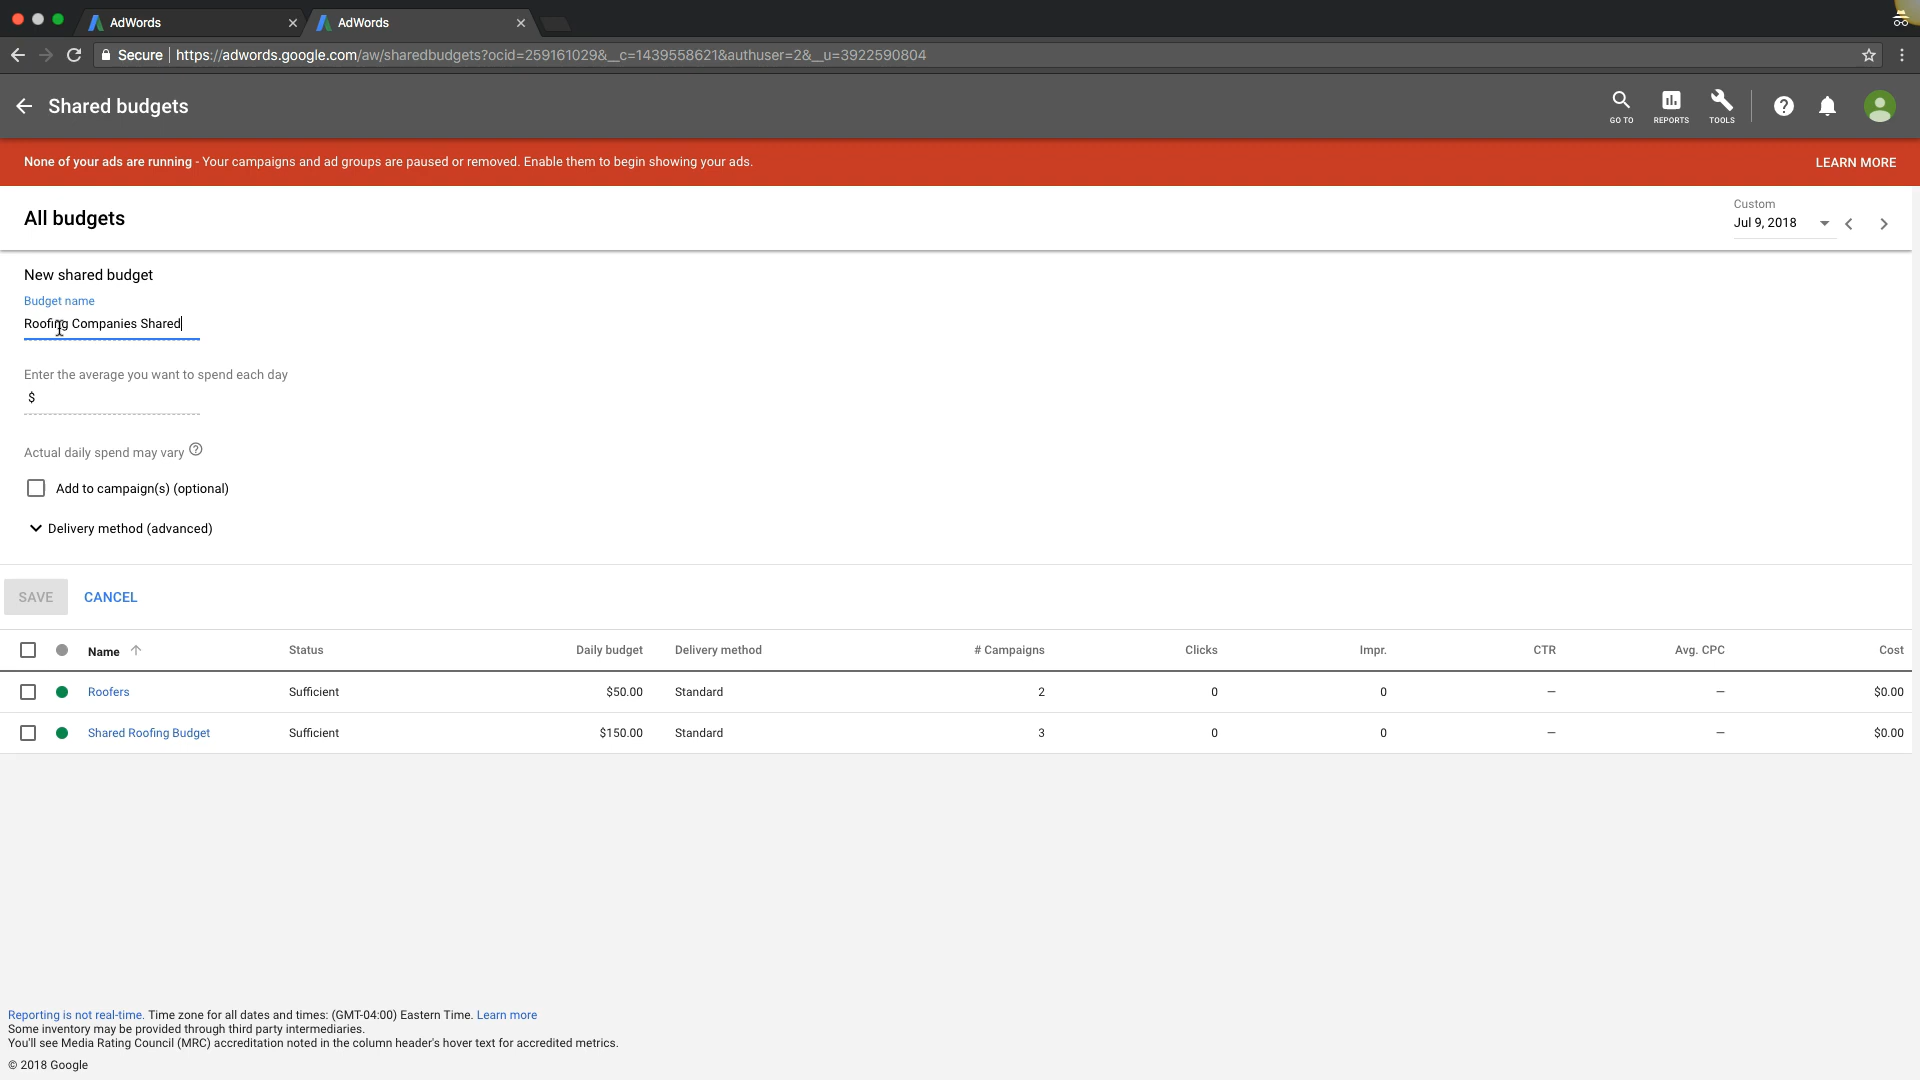 AdWords
AdWords
Secure https://adwords.google.com/aw/sharedbudgets?ocid=259161029&__c=1439558621&authuser=2&__u=3922590804
Shared budgets
GO TO REPORTS TOOLS
None of your ads are running - Your campaigns and ad groups are paused or removed. Enable them to begin showing your ads. LEARN MORE
All budgets
Custom
Jul 9, 2018
New shared budget
Budget name
Roofing Companies Shared
Enter the average you want to spend each day
$
Actual daily spend may vary
Add to campaign(s) (optional)
Delivery method (advanced)
SAVE CANCEL
Name Status Daily budget Delivery method # Campaigns Clicks Impr. CTR Avg. CPC Cost
Roofers Sufficient $50.00 Standard 2 0 0 – – $0.00
Shared Roofing Budget Sufficient $150.00 Standard 3 0 0 – – $0.00
Reporting is not real-time. Time zone for all dates and times: (GMT-04:00) Eastern Time. Learn more
Some inventory may be provided through third party intermediaries.
You'll see Media Rating Council (MRC) accreditation noted in the column header's hover text for accredited metrics.
© 2018 Google